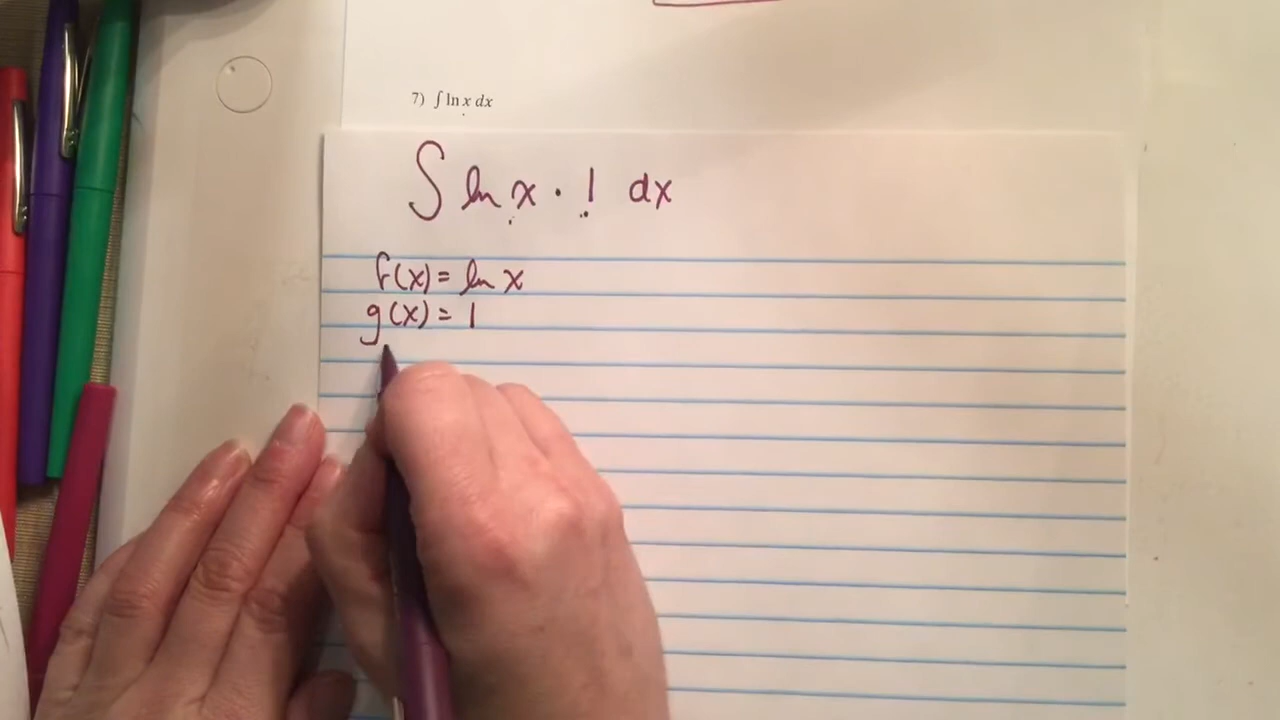 7) ∫ ln x dx
∫ ln x · 1 dx
f(x) = ln x
g(x) = 1